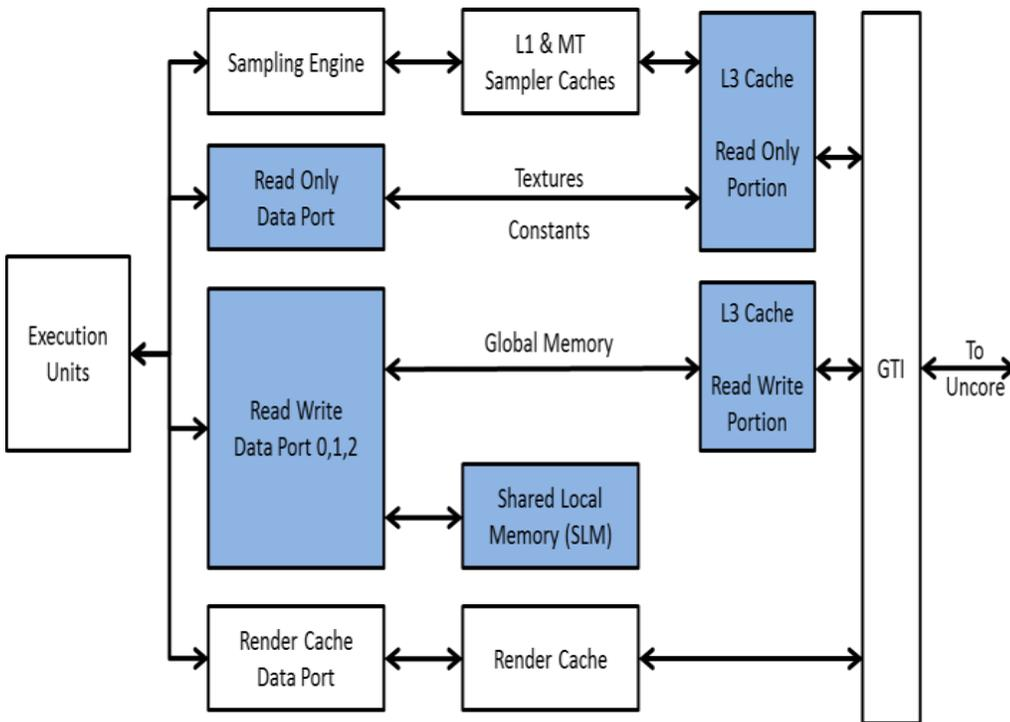 Sampling Engine
L1 & MT
Sampler Caches
L3 Cache
Read Only
Portion
Read Only
Data Port
Textures
Constants
Execution
Units
Read Write
Data Port 0,1,2
Global Memory
L3 Cache
Read Write
Portion
GTI
To
Uncore
Shared Local
Memory (SLM)
Render Cache
Data Port
Render Cache